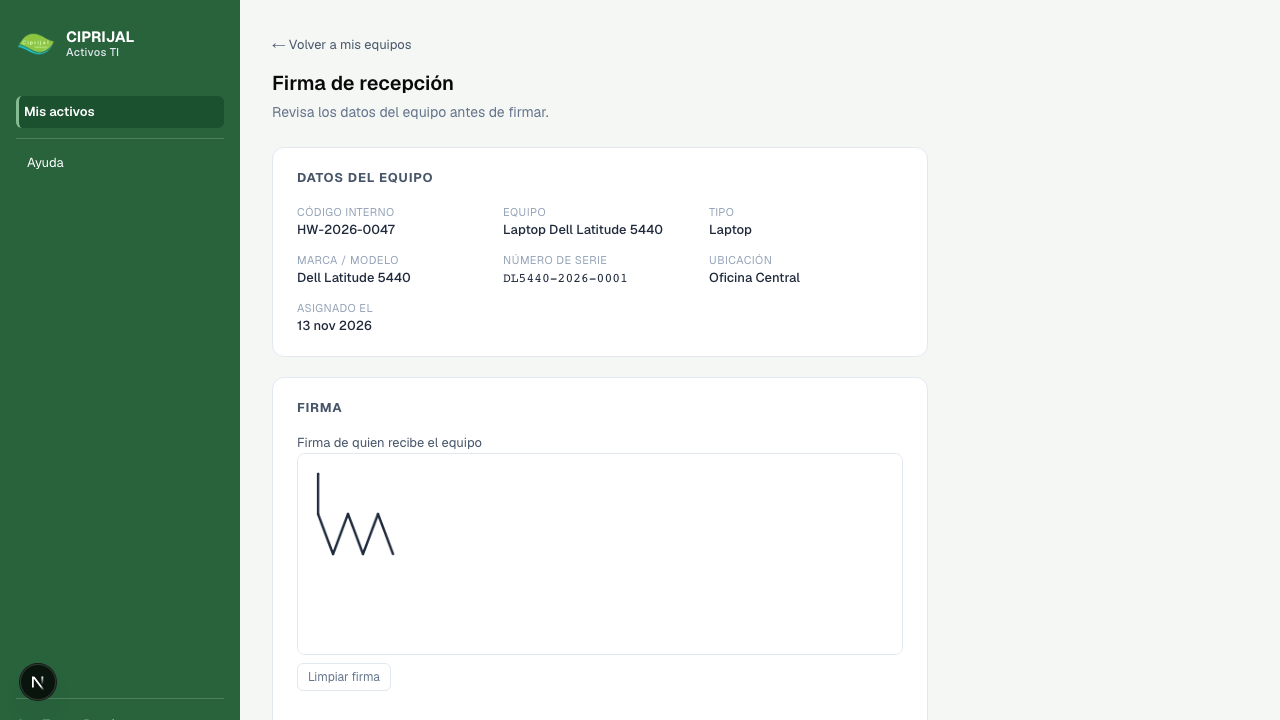 Ciprijal
CIPRIJAL
Activos TI
Mis activos
Ayuda
N
← Volver a mis equipos
Firma de recepción
Revisa los datos del equipo antes de firmar.
DATOS DEL EQUIPO
CÓDIGO INTERNO
HW-2026-0047
EQUIPO
Laptop Dell Latitude 5440
TIPO
Laptop
MARCA / MODELO
Dell Latitude 5440
NÚMERO DE SERIE
DL5440-2026-0001
UBICACIÓN
Oficina Central
ASIGNADO EL
13 nov 2026
FIRMA
Firma de quien recibe el equipo
Limpiar firma